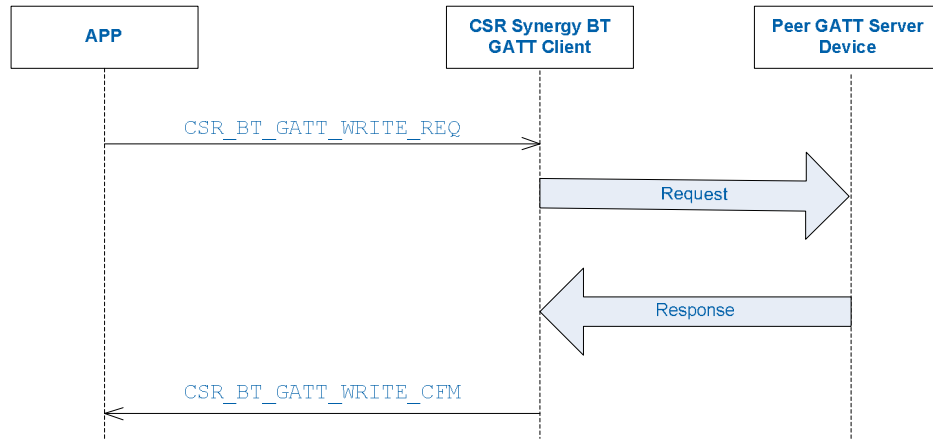 APP
CSR Synergy BT
GATT Client
Peer GATT Server
Device
CSR_BT_GATT_WRITE_REQ
Request
Response
CSR_BT_GATT_WRITE_CFM